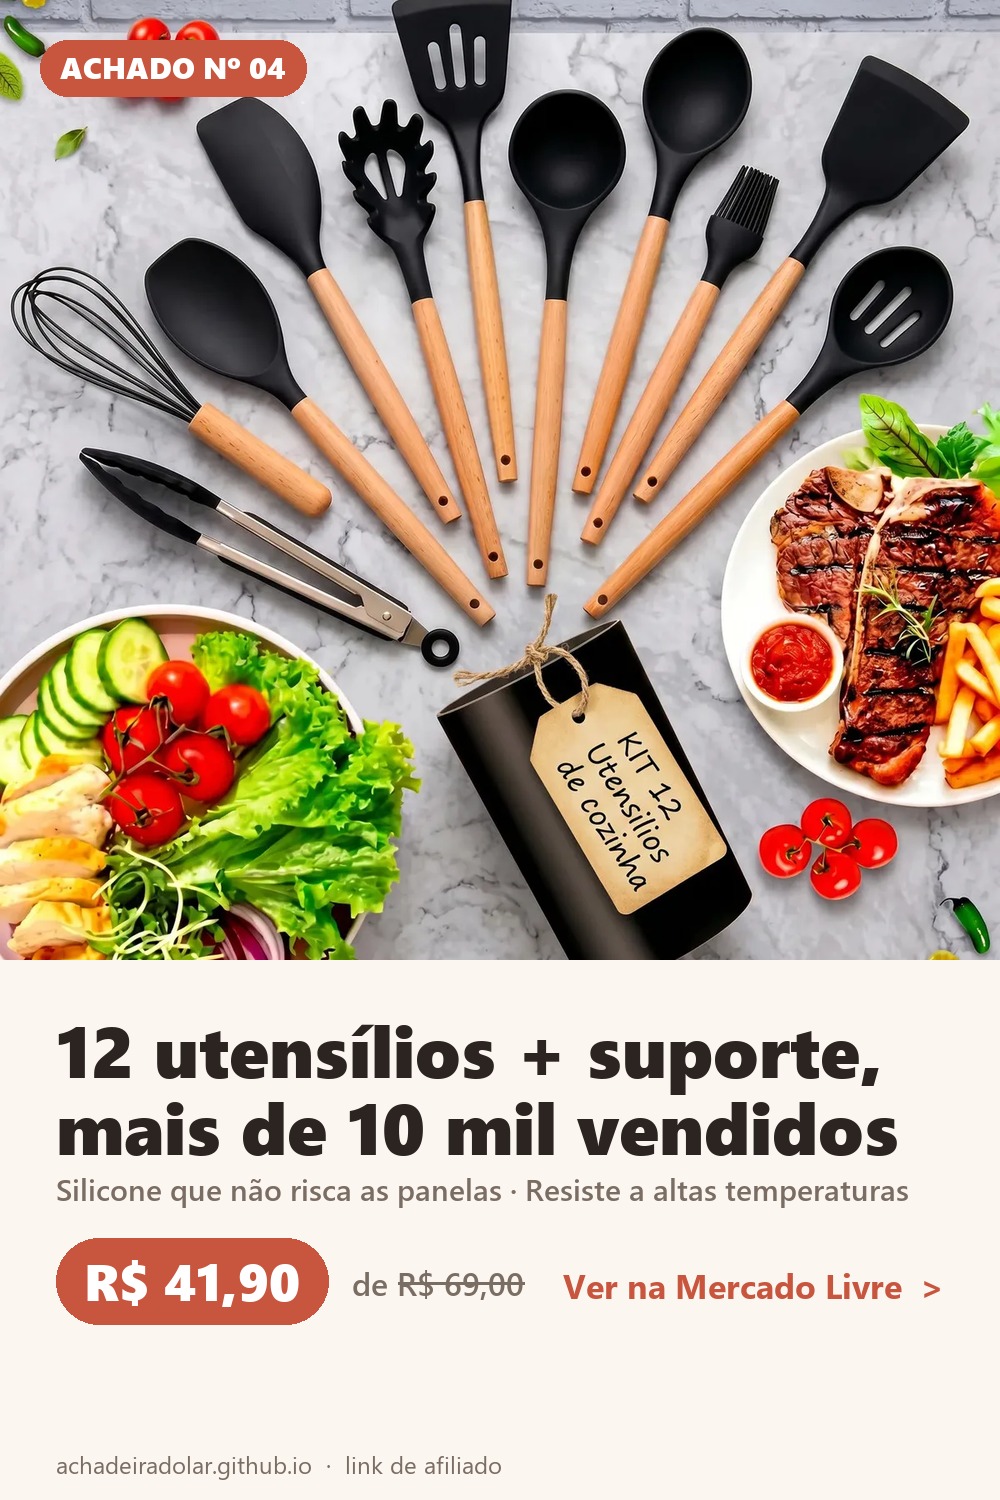 ACHADO Nº 04
KIT 12
Utensilios
de cozinha
12 utensílios + suporte,
mais de 10 mil vendidos
Silicone que não risca as panelas · Resiste a altas temperaturas
R$ 41,90 de R$ 69,00 Ver na Mercado Livre >
achadeiradolar.github.io · link de afiliado